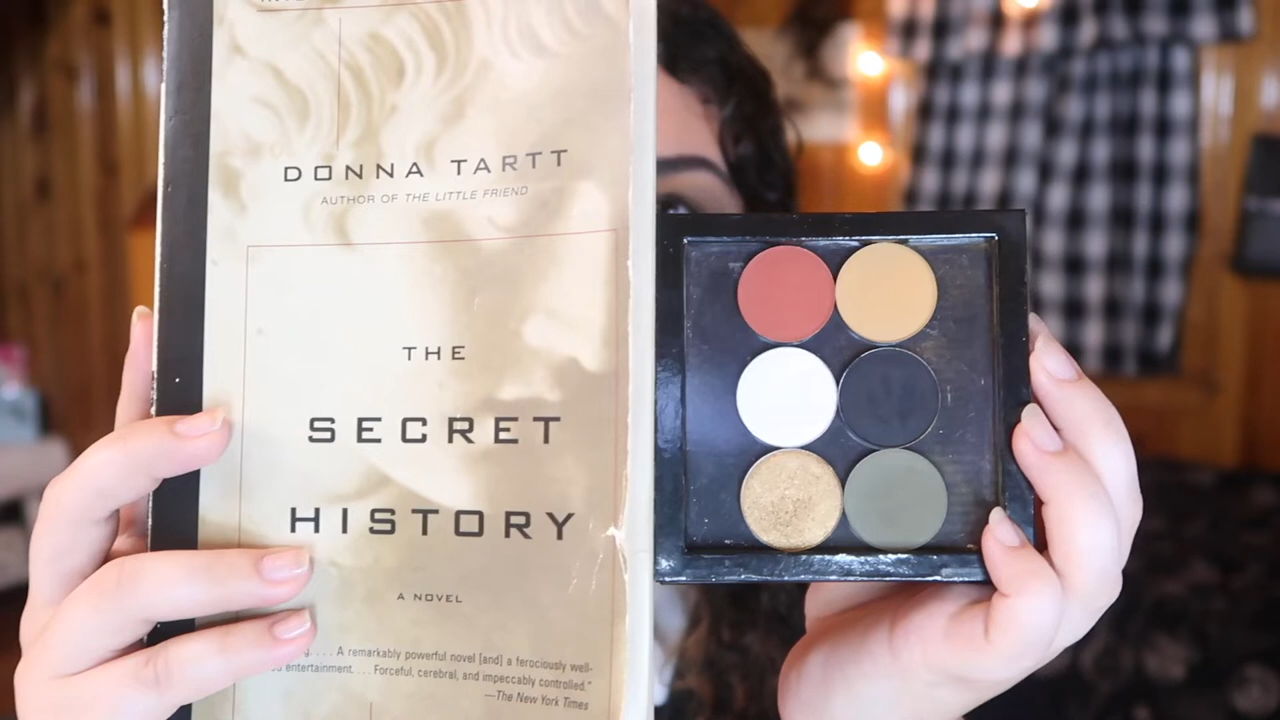 DONNA TARTT
AUTHOR OF THE LITTLE FRIEND
THE
SECRET
HISTORY
A NOVEL
. . . . A remarkably powerful novel [and] a ferociously well-
entertainment. . . . Forceful, cerebral, and impeccably controlled."
—The New York Times